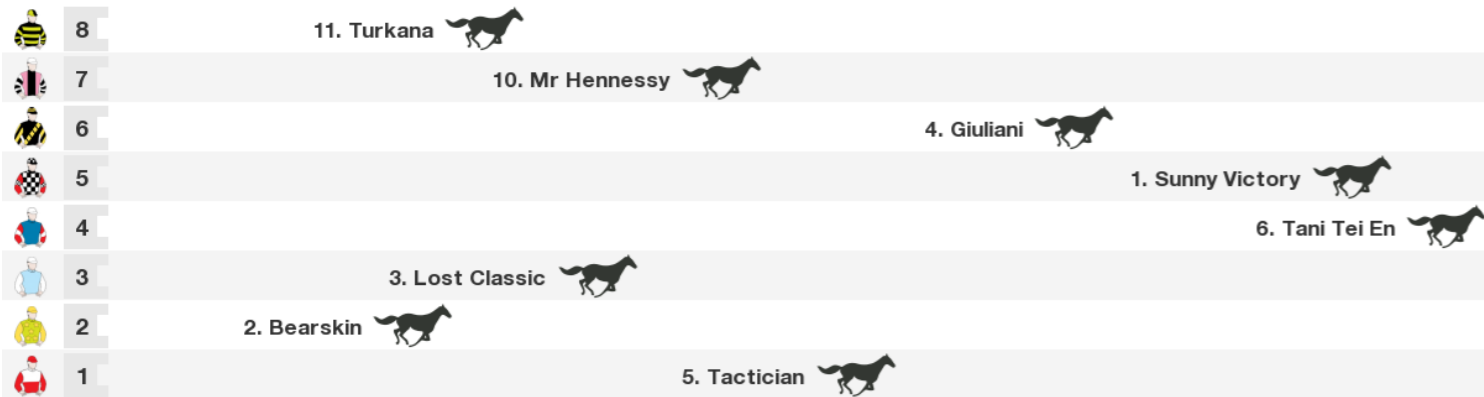 8 11. Turkana
7 10. Mr Hennessy
6 4. Giuliani
5 1. Sunny Victory
4 6. Tani Tei En
3 3. Lost Classic
2 2. Bearskin
1 5. Tactician